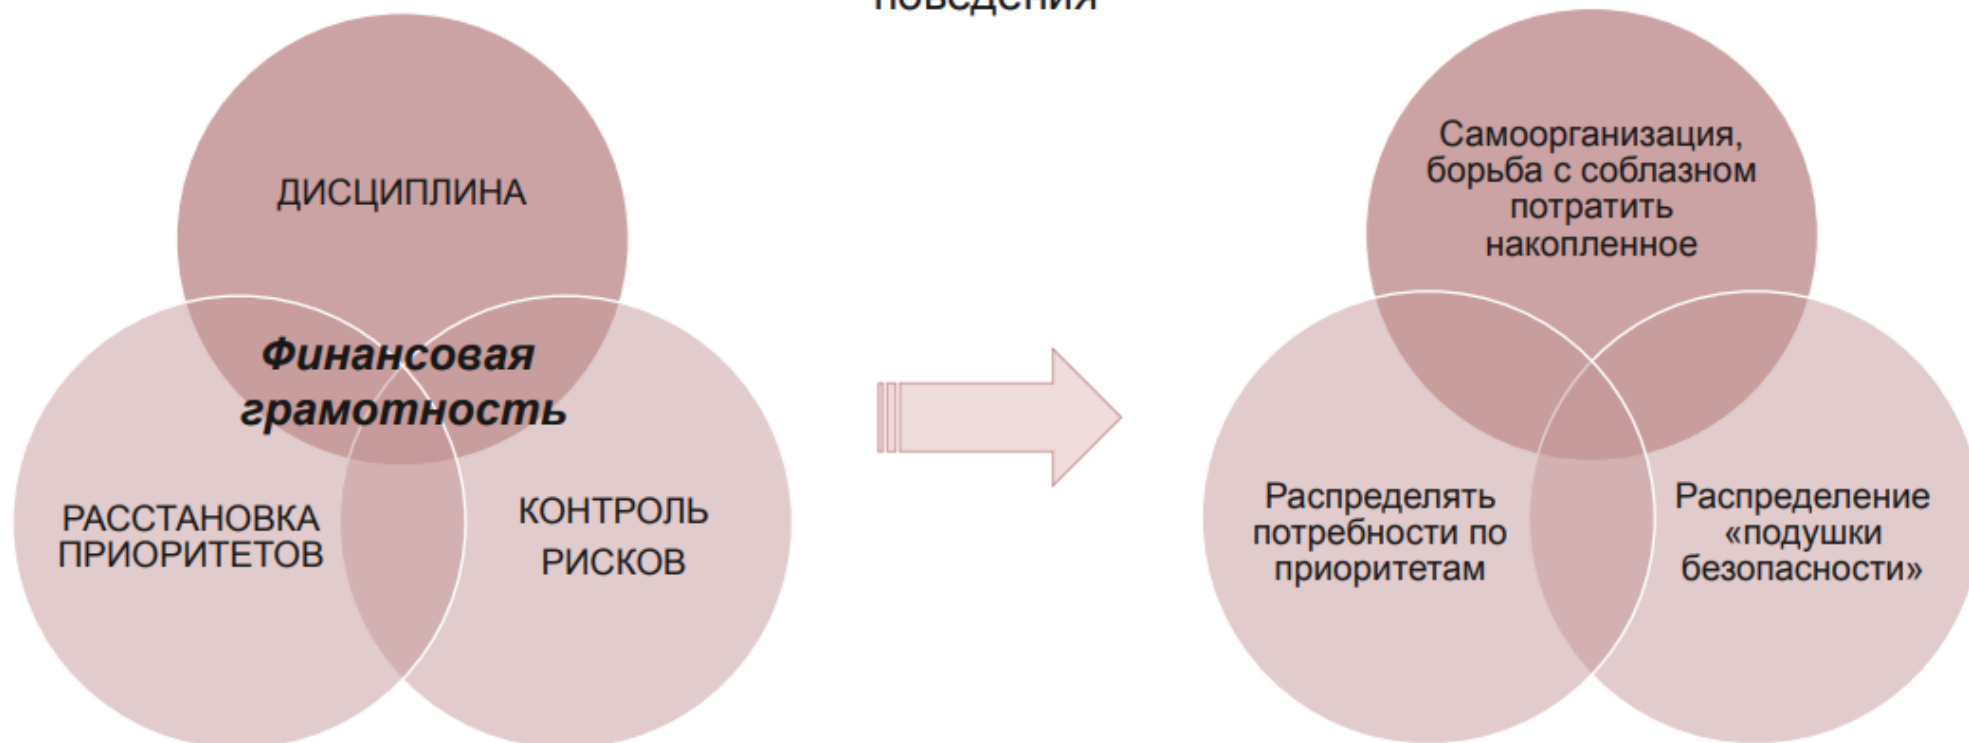 поведения
ДИСЦИПЛИНА
Финансовая
грамотность
РАССТАНОВКА
ПРИОРИТЕТОВ
КОНТРОЛЬ
РИСКОВ
Самоорганизация,
борьба с соблазном
потратить
накопленное
Распределять
потребности по
приоритетам
Распределение
«подушки
безопасности»